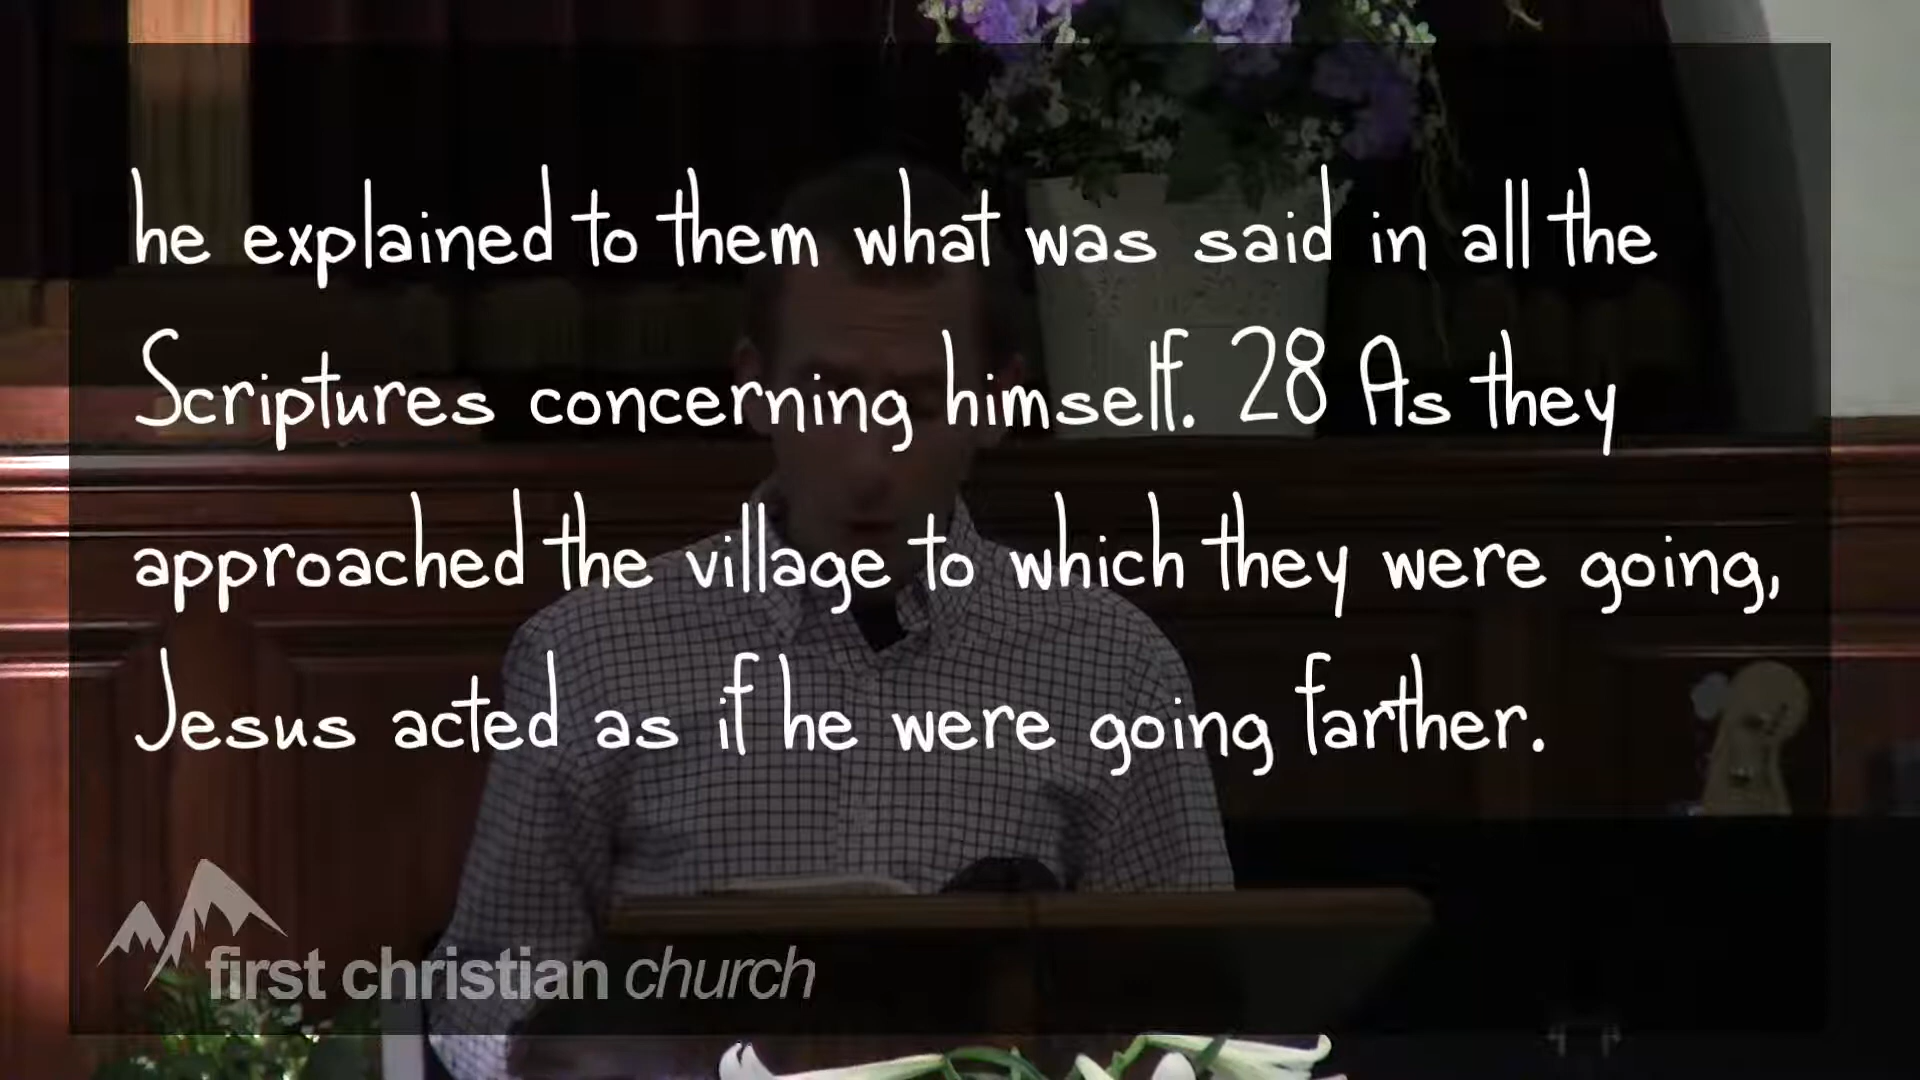 he explained to them what was said in all the
Scriptures concerning himself. 28 As they
approached the village to which they were going,
Jesus acted as if he were going farther.
first christian church